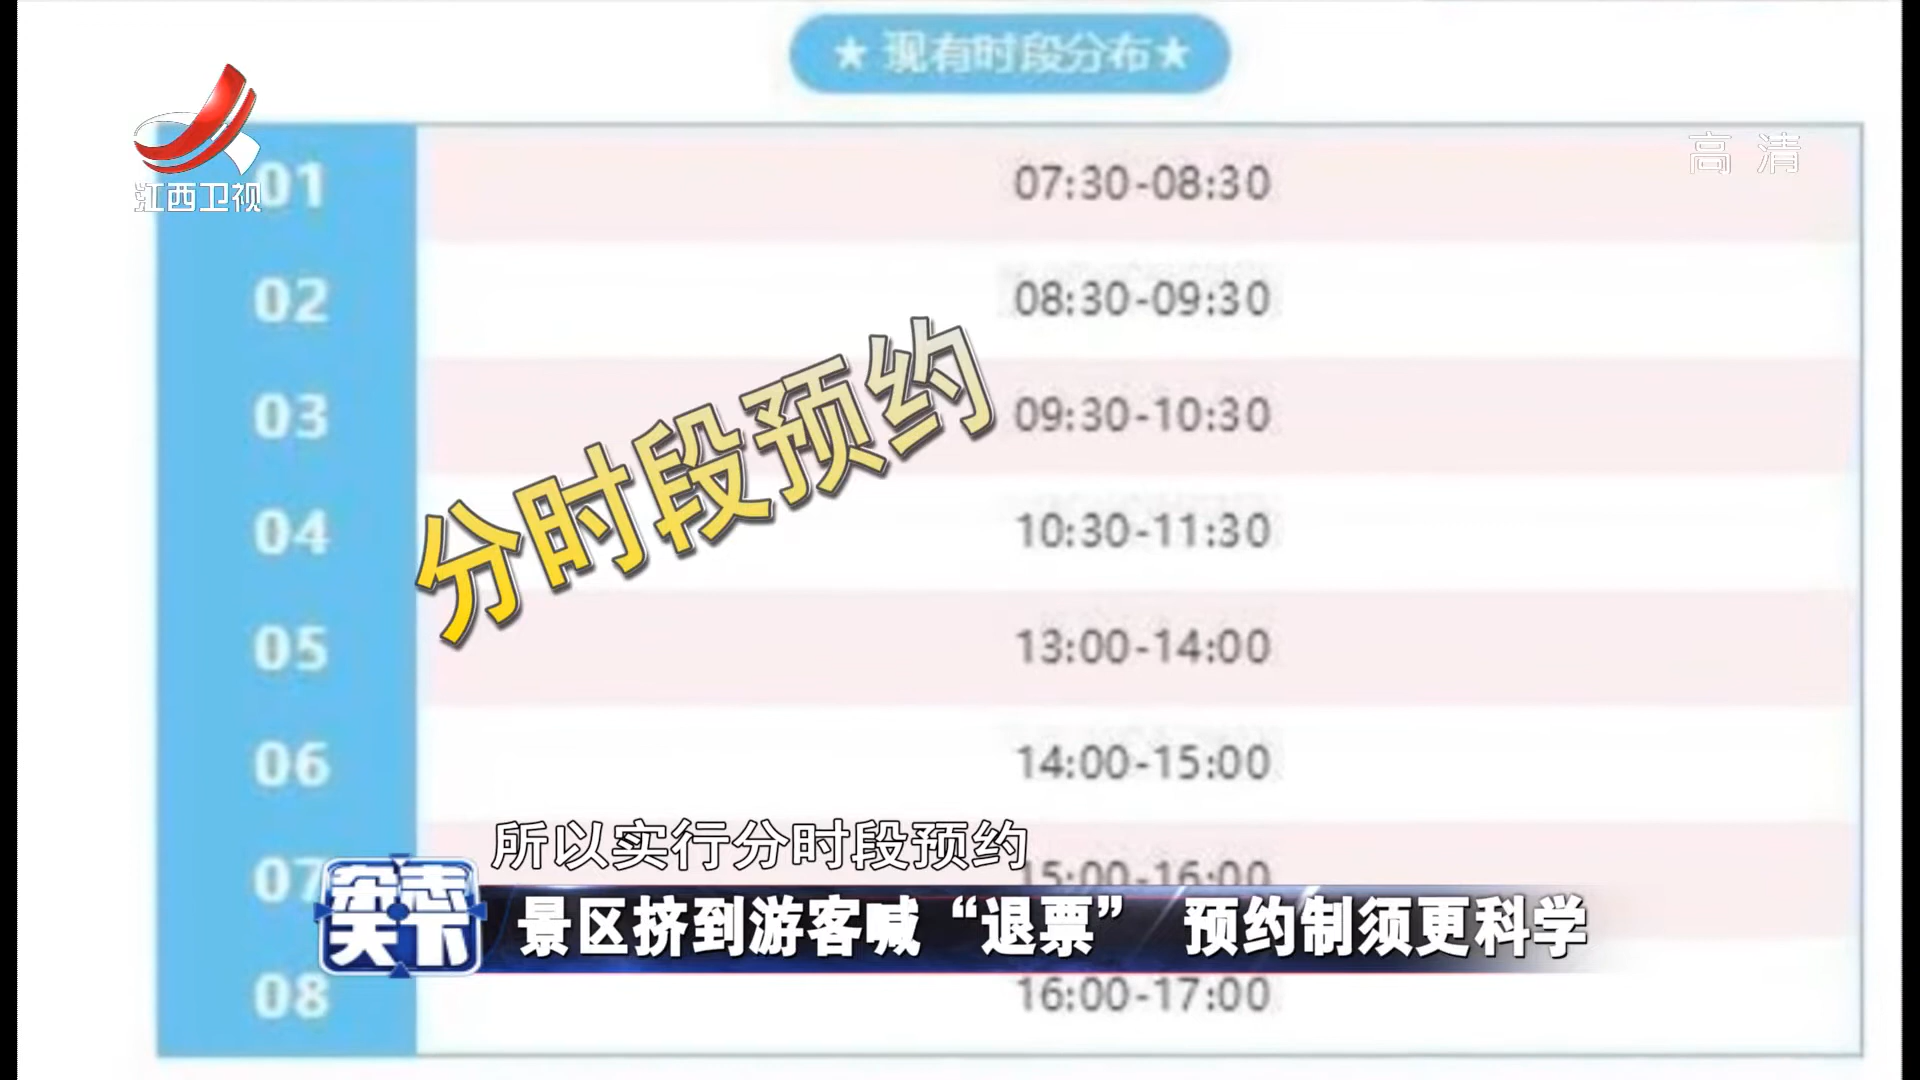 ★ 现有时段分布★
江西卫视
高 清
01 07:30-08:30
02 08:30-09:30
03 09:30-10:30
04 10:30-11:30
05 13:00-14:00
06 14:00-15:00
07 15:00-16:00
08 16:00-17:00
分时段预约
所以实行分时段预约
杂志
天下
景区挤到游客喊“退票” 预约制须更科学